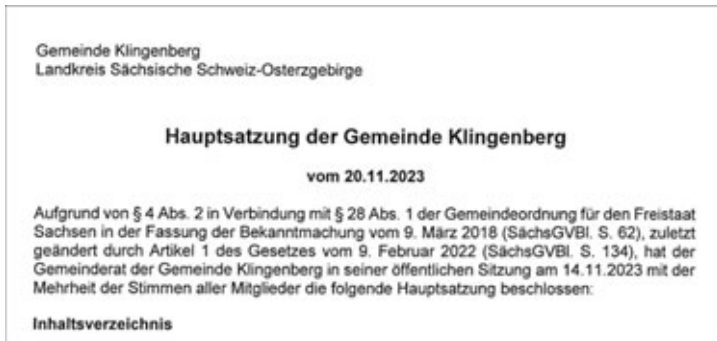 Gemeinde Klingenberg
Landkreis Sächsische Schweiz-Osterzgebirge
Hauptsatzung der Gemeinde Klingenberg
vom 20.11.2023
Aufgrund von § 4 Abs. 2 in Verbindung mit § 28 Abs. 1 der Gemeindeordnung für den Freistaat
Sachsen in der Fassung der Bekanntmachung vom 9. März 2018 (SächsGVBl. S. 62), zuletzt
geändert durch Artikel 1 des Gesetzes vom 9. Februar 2022 (SächsGVBl. S. 134), hat der
Gemeinderat der Gemeinde Klingenberg in seiner öffentlichen Sitzung am 14.11.2023 mit der
Mehrheit der Stimmen aller Mitglieder die folgende Hauptsatzung beschlossen:
Inhaltsverzeichnis